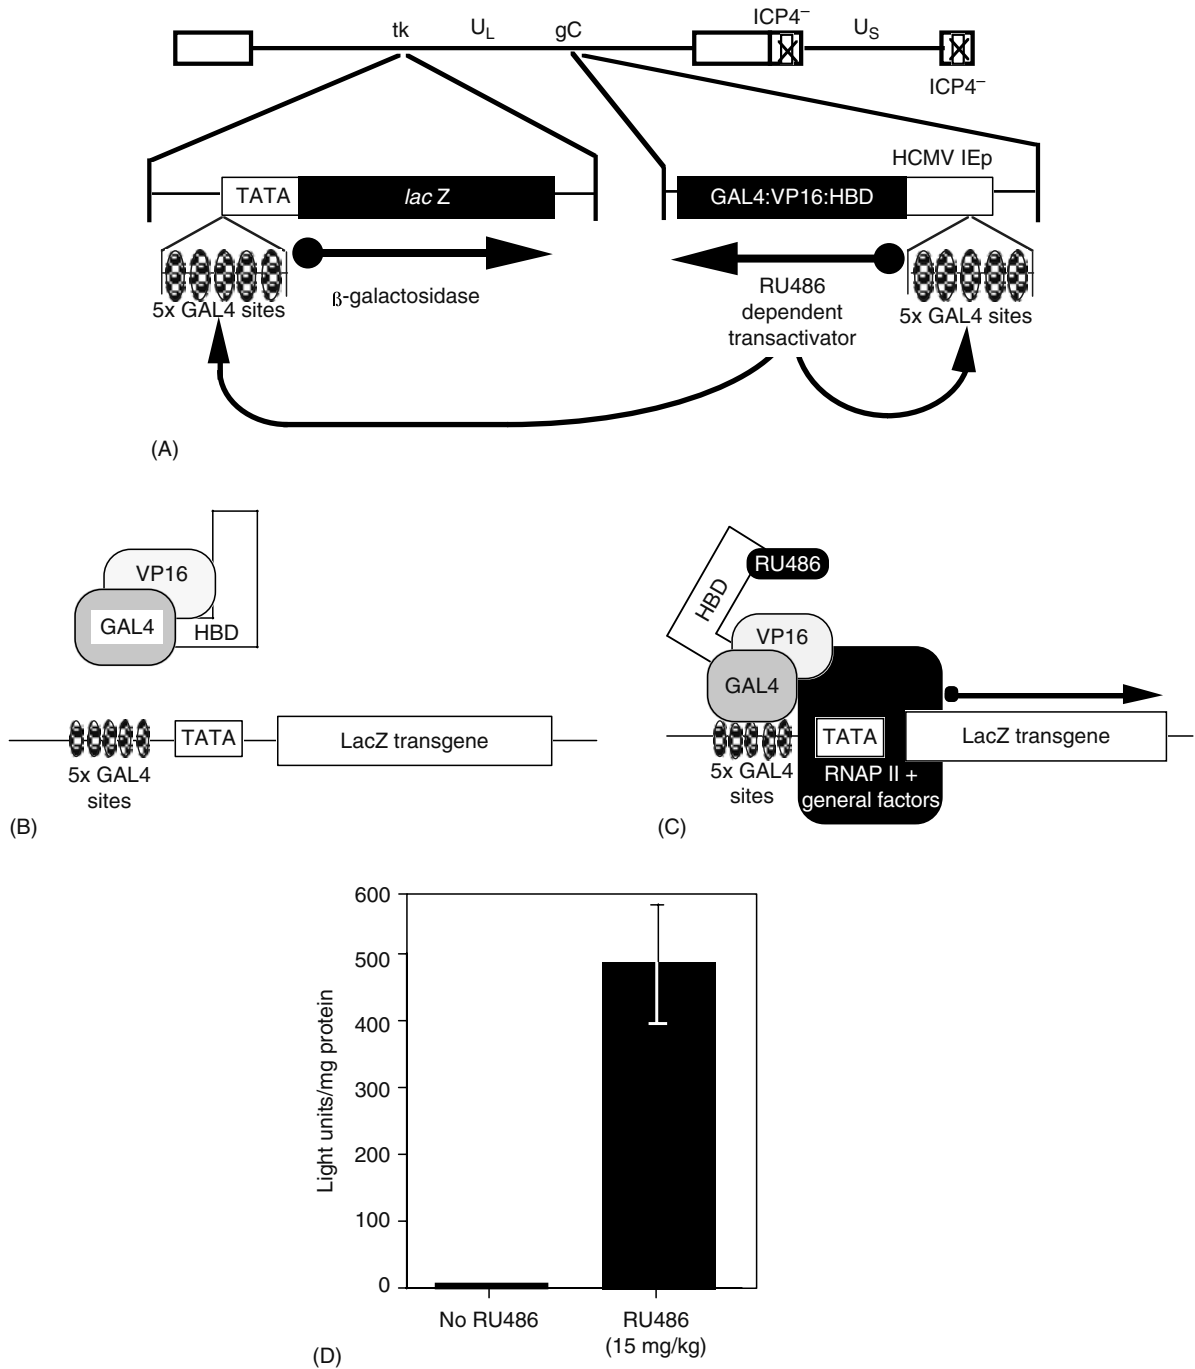 ICP4⁻
tk U_L gC U_S
ICP4⁻
HCMV IEp
TATA lac Z GAL4:VP16:HBD
ß-galactosidase RU486
5x GAL4 sites dependent 5x GAL4 sites
transactivator
(A)
VP16
GAL4 HBD
TATA LacZ transgene
5x GAL4
sites
(B)
RU486
HBD
VP16
GAL4
TATA LacZ transgene
5x GAL4 RNAP II +
sites general factors
(C)
600
500
400
300
200
100
0
Light units/mg protein
No RU486 RU486
(15 mg/kg)
(D)